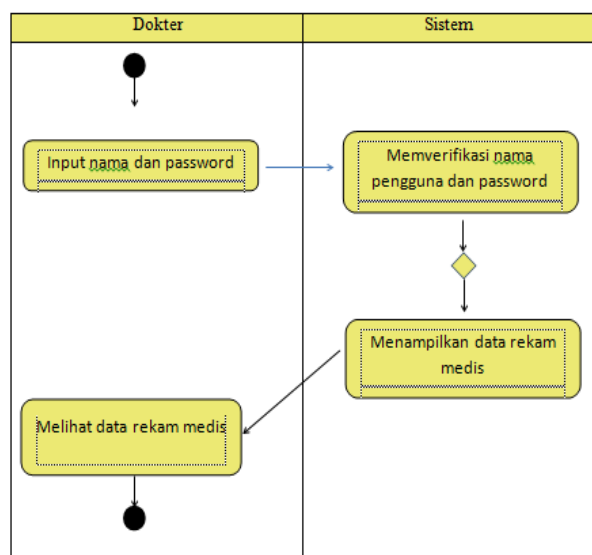 Dokter
Sistem
Input nama dan password
Memverifikasi nama
pengguna dan password
Menampilkan data rekam
medis
Melihat data rekam medis